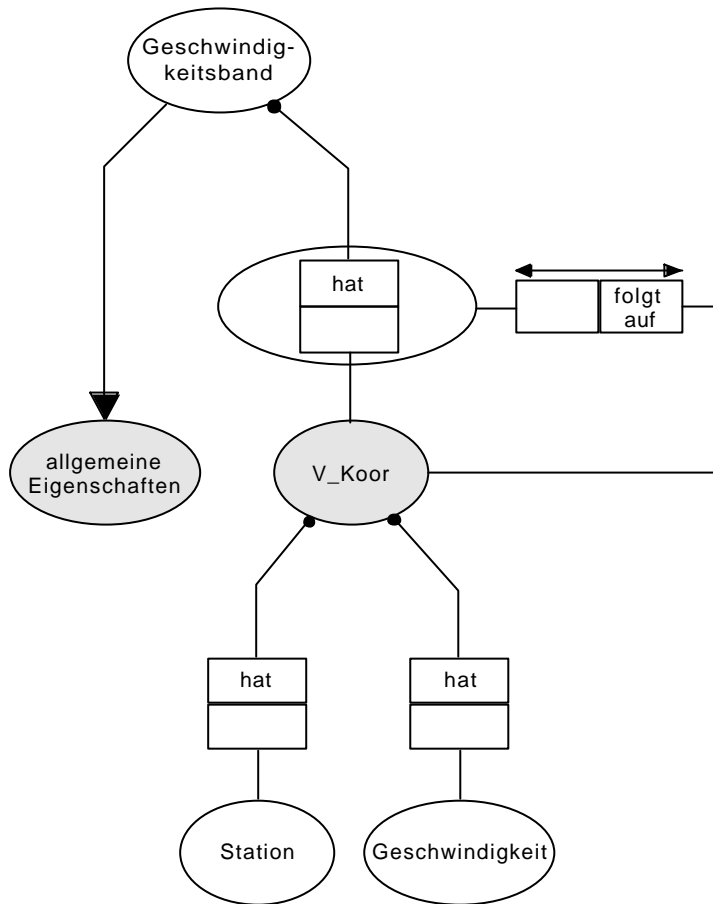 Geschwindig-
keitsband
hat
folgt
auf
allgemeine
Eigenschaften
V_Koor
hat
hat
Station
Geschwindigkeit